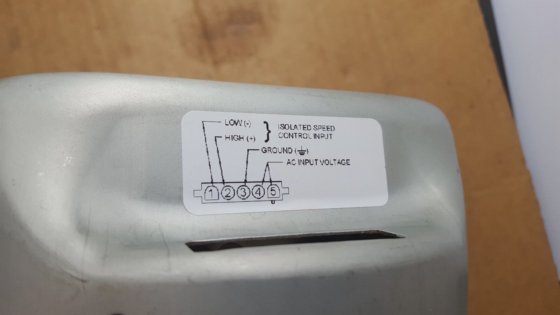 LOW (-)
HIGH (+)
ISOLATED SPEED
CONTROL INPUT
GROUND (⏚)
AC INPUT VOLTAGE
1 2 3 4 5